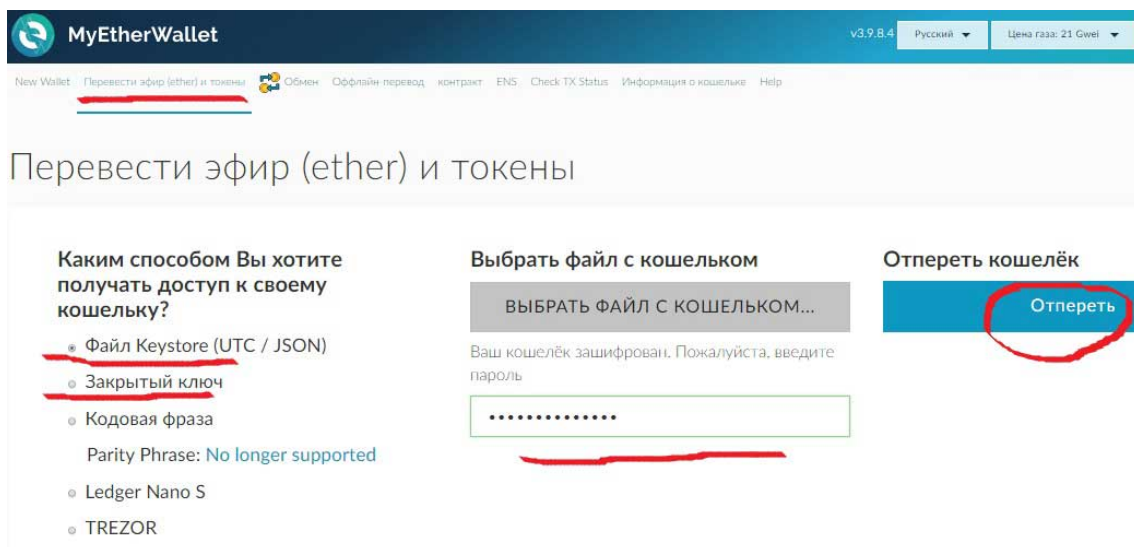 MyEtherWallet
v3.9.8.4 Русский Цена газа: 21 Gwei
New Wallet Перевести эфир (ether) и токены Обмен Оффлайн-перевод контракт ENS Check TX Status Информация о кошельке Help
Перевести эфир (ether) и токены
Каким способом Вы хотите
получать доступ к своему
кошельку?
Файл Keystore (UTC / JSON)
Закрытый ключ
Кодовая фраза
Parity Phrase: No longer supported
Ledger Nano S
TREZOR
Выбрать файл с кошельком
ВЫБРАТЬ ФАЙЛ С КОШЕЛЬКОМ...
Ваш кошелёк зашифрован. Пожалуйста, введите
пароль
••••••••••••••
Отпереть кошелёк
Отпереть